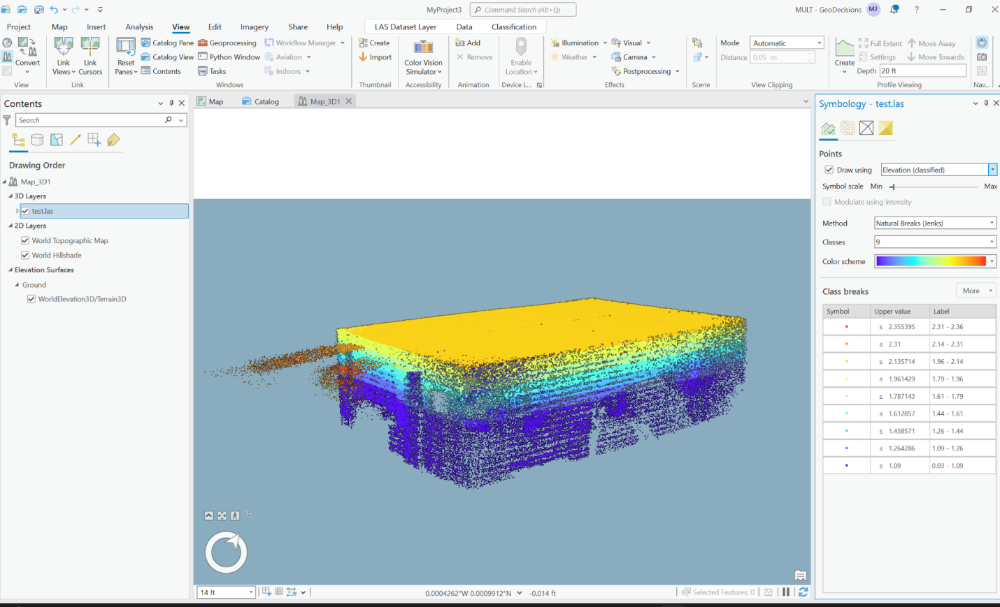 MyProject3
Command Search (Alt+Q)
MULT - GeoDecisions
M2
?
Project
Map
Insert
Analysis
View
Edit
Imagery
Share
Help
LAS Dataset Layer
Data
Classification
Convert
View
Link
Views
Link
Cursors
Link
Reset
Panes
Catalog Pane
Catalog View
Contents
Geoprocessing
Python Window
Tasks
Workflow Manager
Aviation
Indoors
Windows
Create
Import
Thumbnail
Color Vision
Simulator
Accessibility
Add
Remove
Animation
Enable
Location
Device L...
Illumination
Weather
Visual
Camera
Postprocessing
Effects
Scene
Mode
Automatic
Distance
0.05 m
View Clipping
Create
Full Extent
Settings
Move Away
Move Towards
Depth
20 ft
Profile Viewing
Nav...
Contents
Search
Drawing Order
Map_3D1
3D Layers
test.las
2D Layers
World Topographic Map
World Hillshade
Elevation Surfaces
Ground
WorldElevation3D/Terrain3D
Map
Catalog
Map_3D1
14 ft
0.0004262°W 0.0009912°N
-0.014 ft
Selected Features: 0
Symbology - test.las
Points
Draw using
Elevation (classified)
Symbol scale
Min
Max
Modulate using intensity
Method
Natural Breaks (Jenks)
Classes
9
Color scheme
Class breaks
More
Symbol Upper value Label
≤ 2.355395 2.31 - 2.36
≤ 2.31 2.14 - 2.31
≤ 2.135714 1.96 - 2.14
≤ 1.961429 1.79 - 1.96
≤ 1.787143 1.61 - 1.79
≤ 1.612857 1.44 - 1.61
≤ 1.438571 1.26 - 1.44
≤ 1.264286 1.09 - 1.26
≤ 1.09 0.03 - 1.09